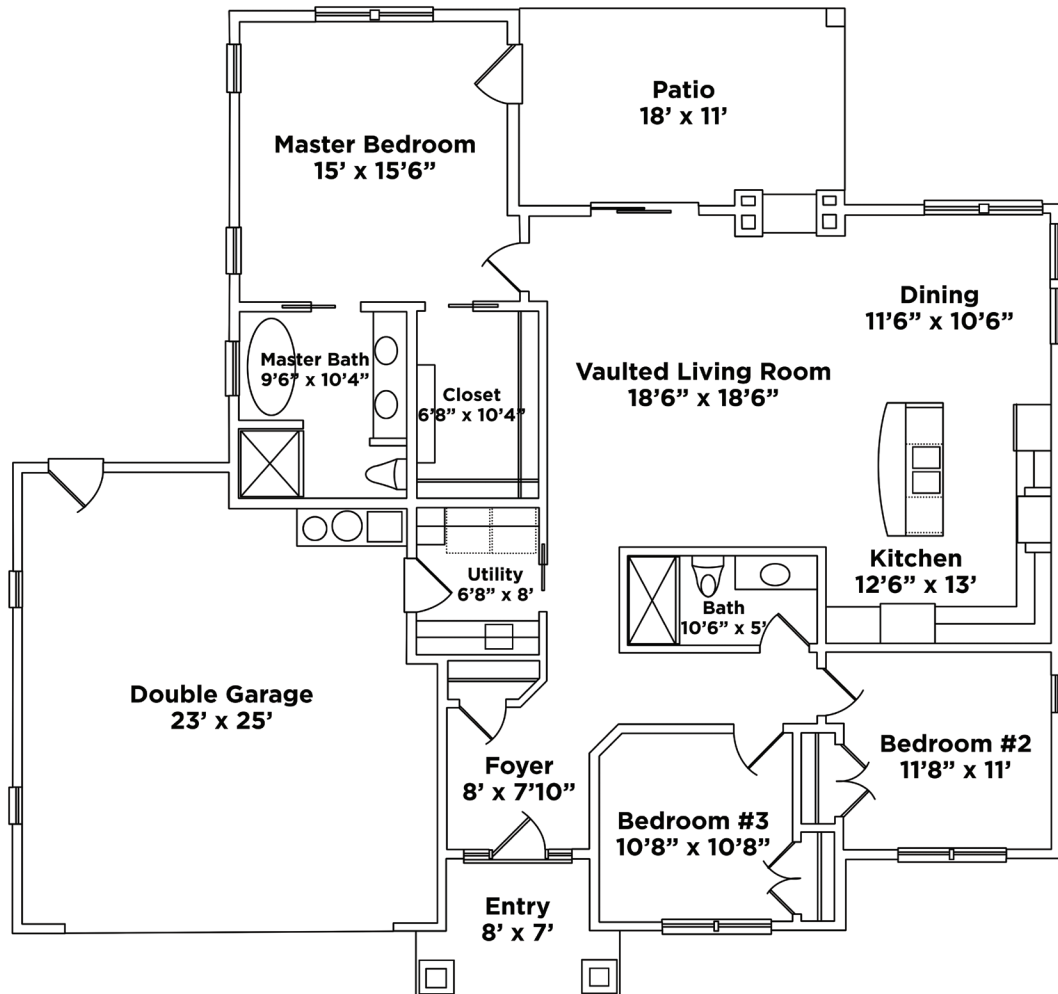 Patio
18’ x 11’
Master Bedroom
15’ x 15’6”
Dining
11’6” x 10’6”
Master Bath
9’6” x 10’4”
Closet
6’8” x 10’4”
Vaulted Living Room
18’6” x 18’6”
Utility
6’8” x 8’
Kitchen
12’6” x 13’
Bath
10’6” x 5’
Double Garage
23’ x 25’
Foyer
8’ x 7’10”
Bedroom #2
11’8” x 11’
Bedroom #3
10’8” x 10’8”
Entry
8’ x 7’